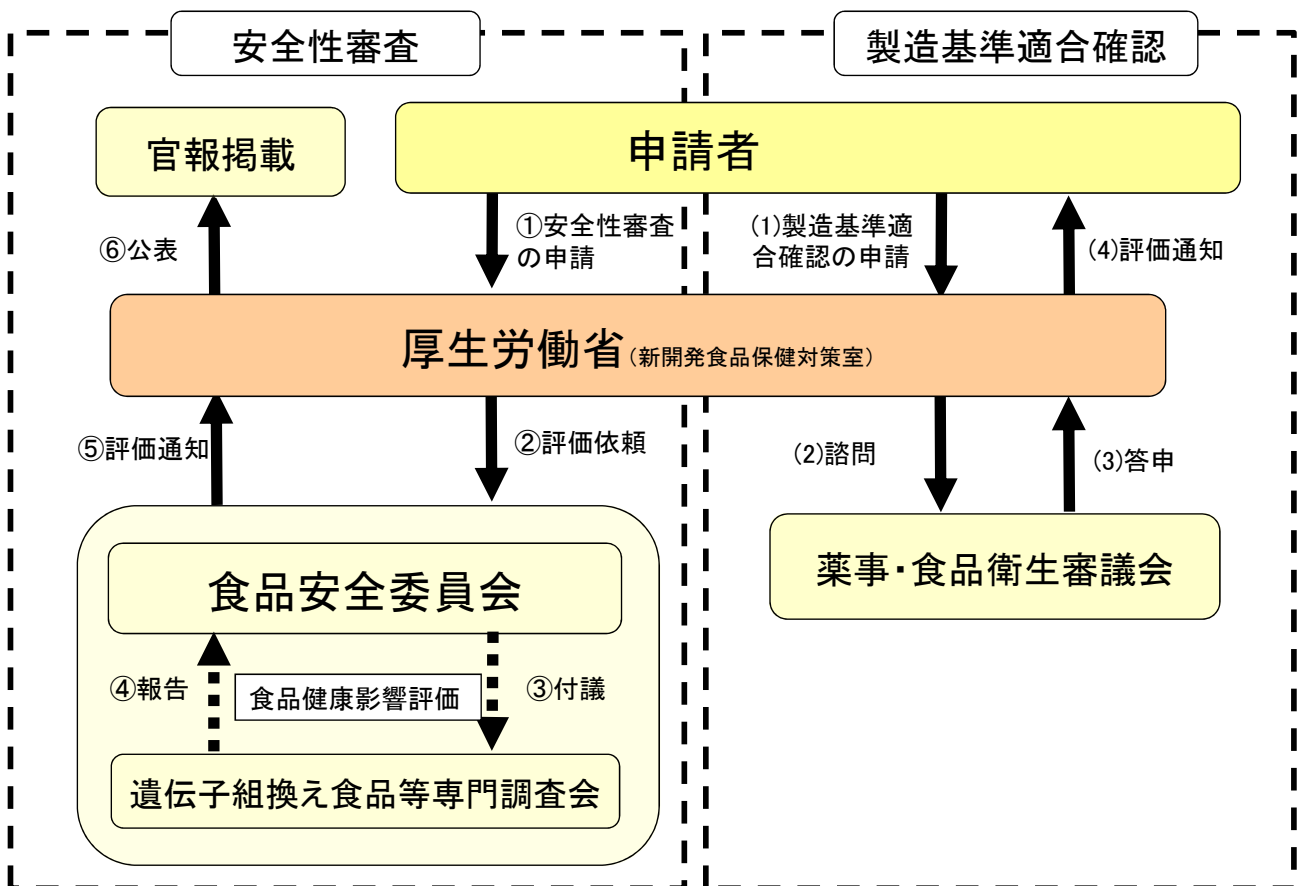 安全性審査
製造基準適合確認
官報掲載
申請者
⑥公表
①安全性審査
の申請
(1)製造基準適
合確認の申請
(4)評価通知
厚生労働省(新開発食品保健対策室)
⑤評価通知
②評価依頼
(2)諮問
(3)答申
食品安全委員会
薬事・食品衛生審議会
④報告
食品健康影響評価
③付議
遺伝子組換え食品等専門調査会